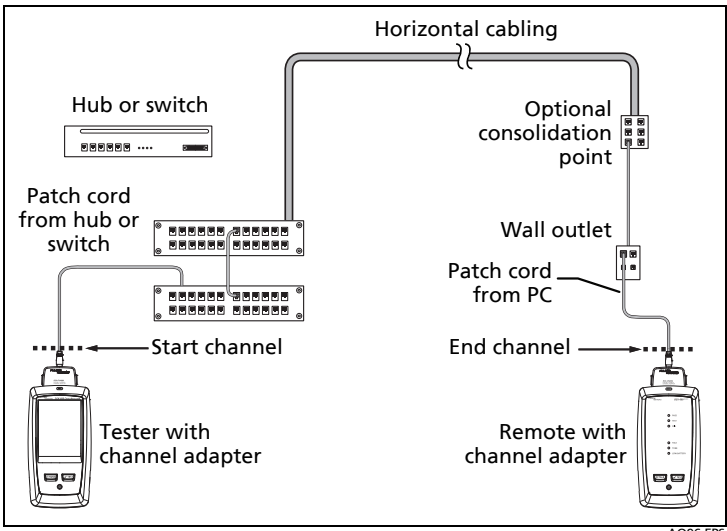 Horizontal cabling
Hub or switch
Optional
consolidation
point
Patch cord
from hub or
switch
Wall outlet
Patch cord
from PC
Start channel
End channel
Tester with
channel adapter
Remote with
channel adapter